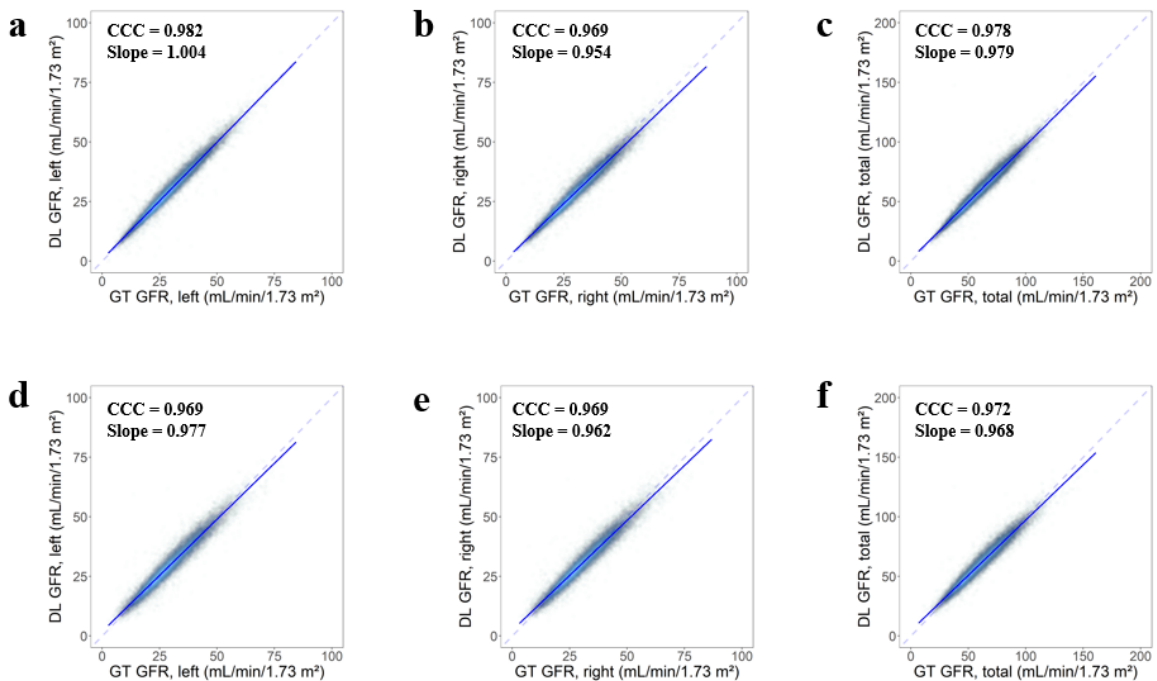 a
CCC = 0.982
Slope = 1.004
100
75
50
25
0
DL GFR, left (mL/min/1.73 m²)
0 25 50 75 100
GT GFR, left (mL/min/1.73 m²)
b
CCC = 0.969
Slope = 0.954
100
75
50
25
0
DL GFR, right (mL/min/1.73 m²)
0 25 50 75 100
GT GFR, right (mL/min/1.73 m²)
c
CCC = 0.978
Slope = 0.979
200
150
100
50
0
DL GFR, total (mL/min/1.73 m²)
0 50 100 150 200
GT GFR, total (mL/min/1.73 m²)
d
CCC = 0.969
Slope = 0.977
100
75
50
25
0
DL GFR, left (mL/min/1.73 m²)
0 25 50 75 100
GT GFR, left (mL/min/1.73 m²)
e
CCC = 0.969
Slope = 0.962
100
75
50
25
0
DL GFR, right (mL/min/1.73 m²)
0 25 50 75 100
GT GFR, right (mL/min/1.73 m²)
f
CCC = 0.972
Slope = 0.968
200
150
100
50
0
DL GFR, total (mL/min/1.73 m²)
0 50 100 150 200
GT GFR, total (mL/min/1.73 m²)